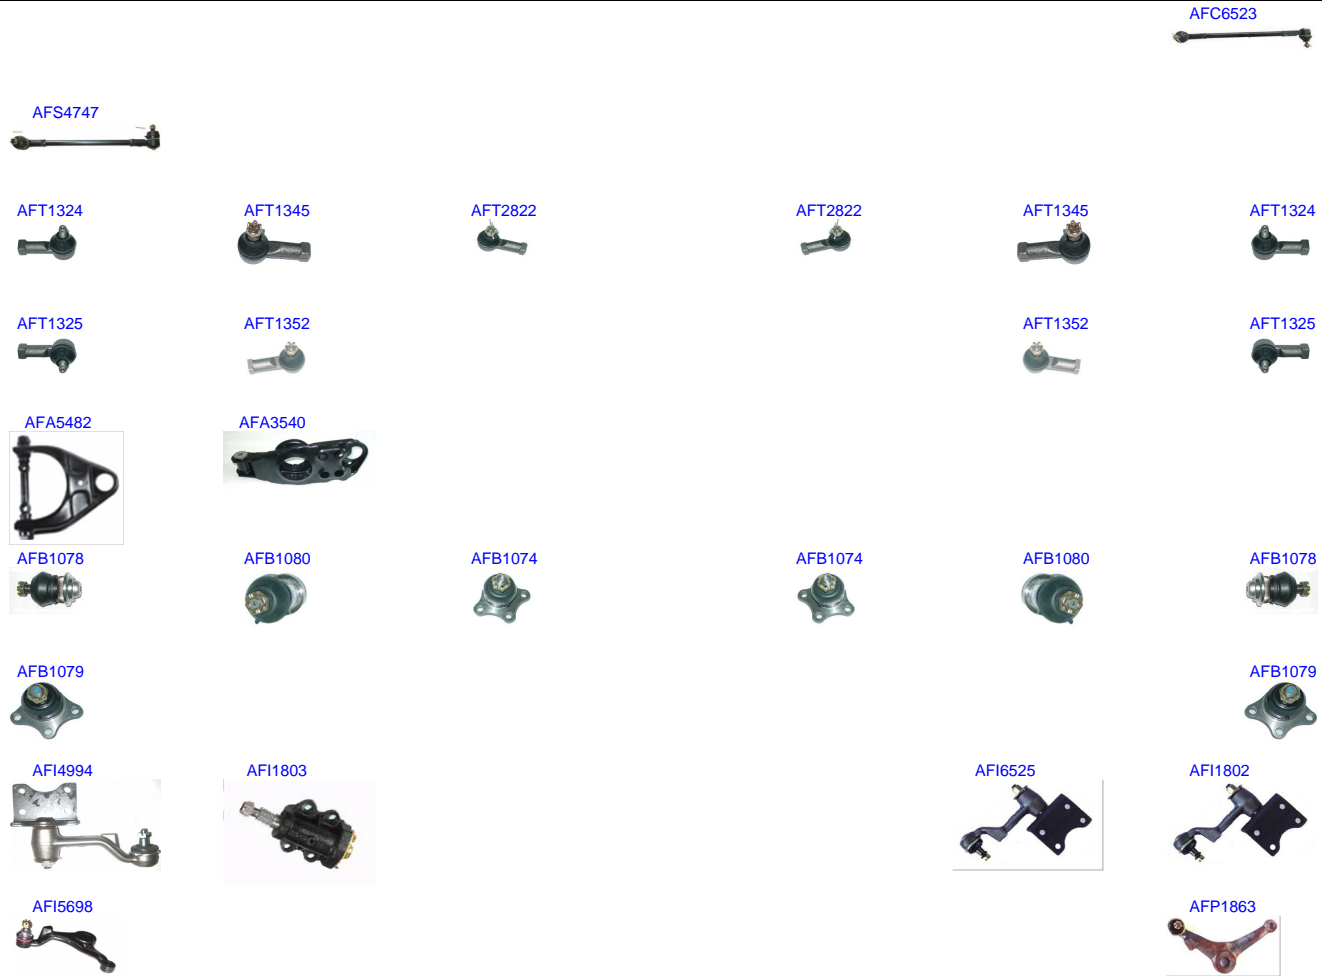 AFC6523
AFS4747
AFT1324 AFT1345 AFT2822 AFT2822 AFT1345 AFT1324
AFT1325 AFT1352 AFT1352 AFT1325
AFA5482 AFA3540
AFB1078 AFB1080 AFB1074 AFB1074 AFB1080 AFB1078
AFB1079 AFB1079
AFI4994 AFI1803 AFI6525 AFI1802
AFI5698 AFP1863